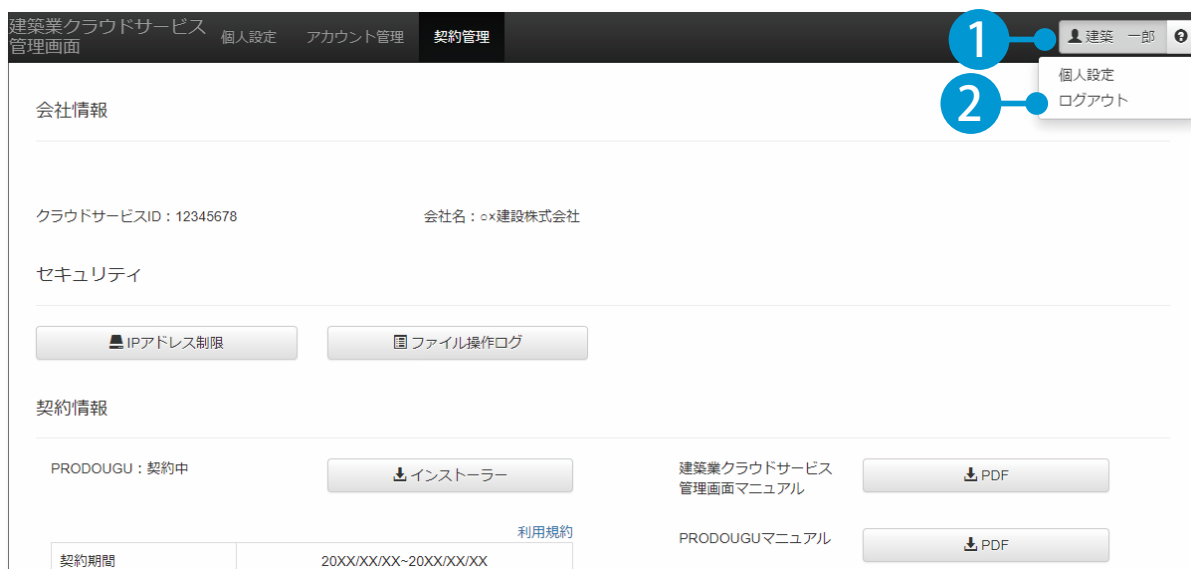 建築業クラウドサービス
管理画面
個人設定
アカウント管理
契約管理
1
建築 一郎
個人設定
2
ログアウト
会社情報
クラウドサービスID：12345678
会社名：○×建設株式会社
セキュリティ
IPアドレス制限
ファイル操作ログ
契約情報
PRODOUGU：契約中
インストーラー
建築業クラウドサービス
管理画面マニュアル
PDF
利用規約
PRODOUGUマニュアル
PDF
契約期間
20XX/XX/XX~20XX/XX/XX